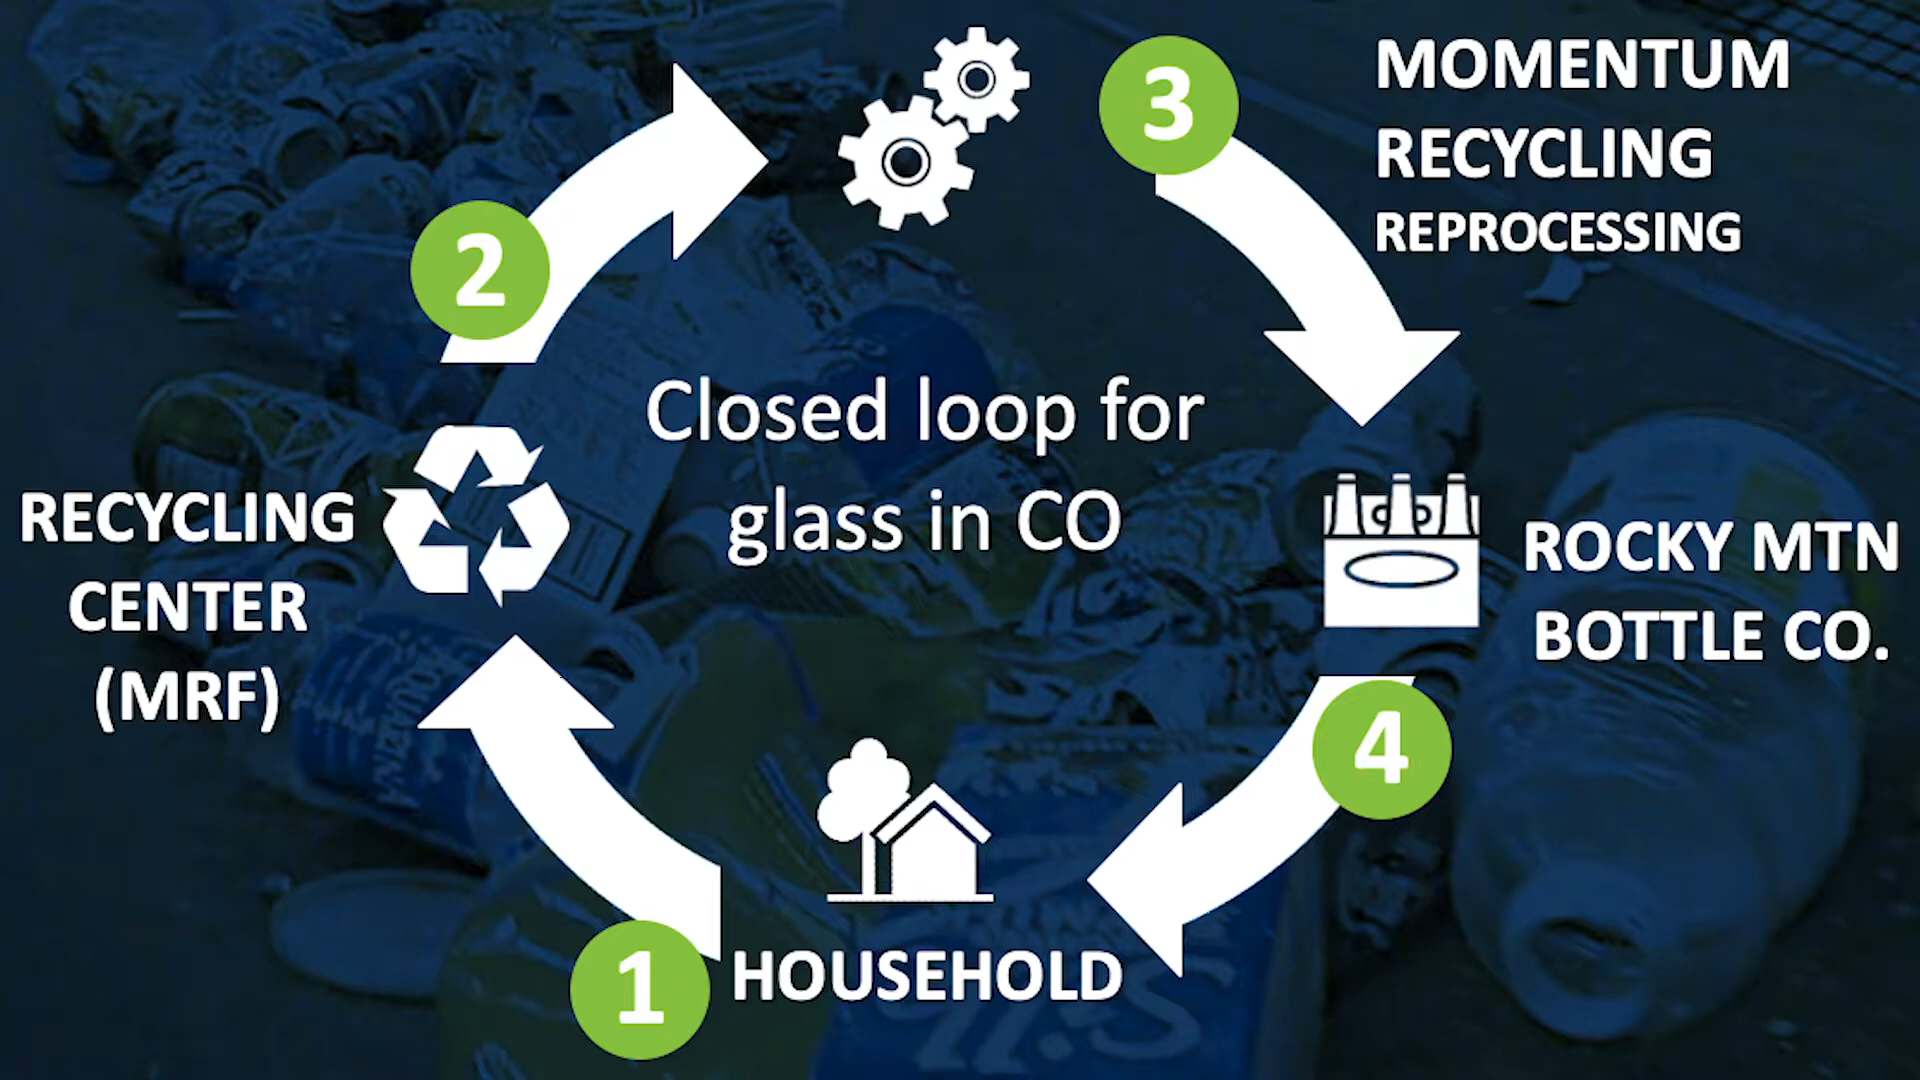 3
MOMENTUM
RECYCLING
REPROCESSING
2
Closed loop for
glass in CO
RECYCLING
CENTER
(MRF)
ROCKY MTN
BOTTLE CO.
4
1
HOUSEHOLD